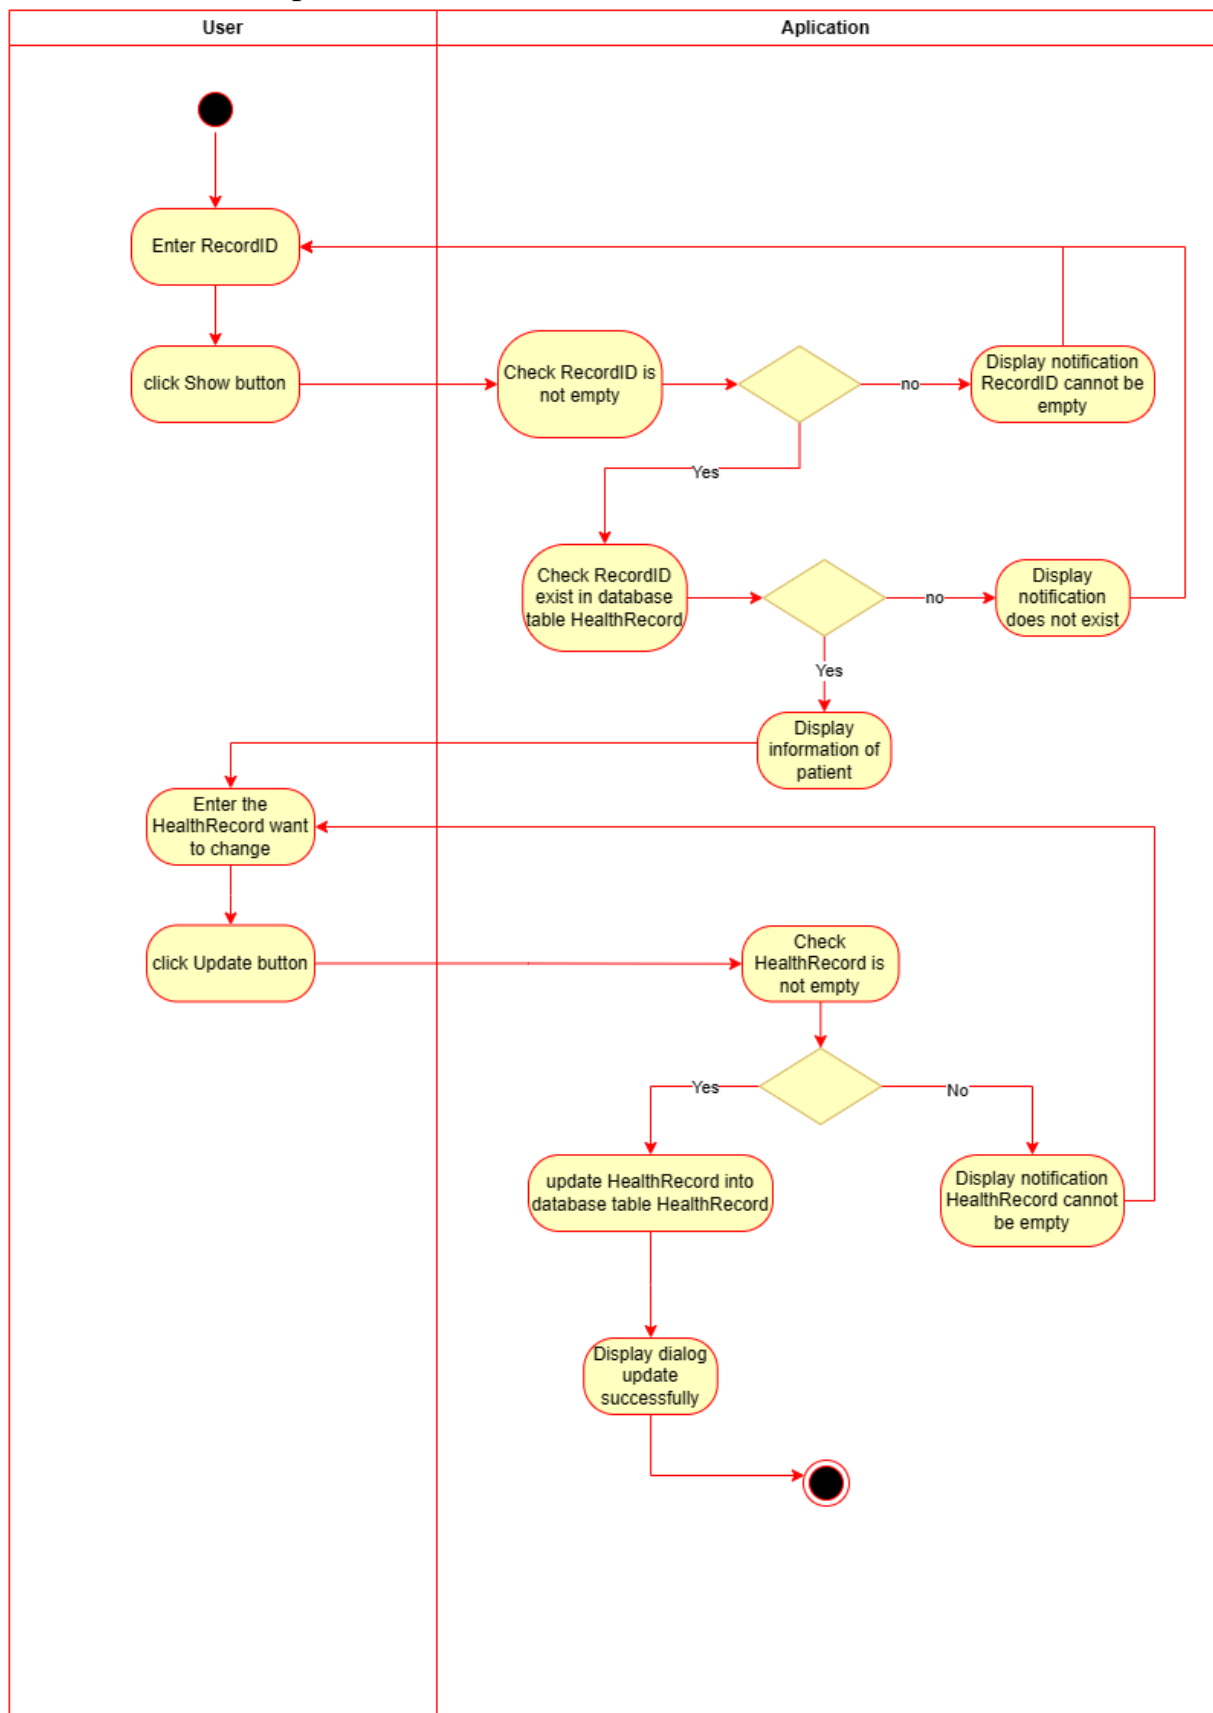 User
Aplication
Enter RecordID
click Show button
Check RecordID is
not empty
no
Display notification
RecordID cannot be
empty
Yes
Check RecordID
exist in database
table HealthRecord
no
Display
notification
does not exist
Yes
Display
information of
patient
Enter the
HealthRecord want
to change
click Update button
Check
HealthRecord is
not empty
Yes
No
update HealthRecord into
database table HealthRecord
Display notification
HealthRecord cannot
be empty
Display dialog
update
successfully